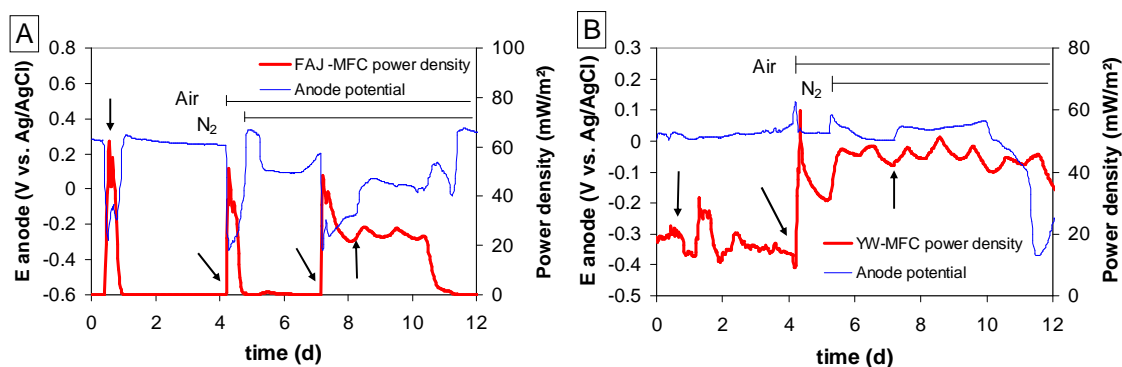 A
E anode (V vs. Ag/AgCl)
0.8
0.6
0.4
0.2
0
-0.2
-0.4
-0.6
FAJ -MFC power density
Anode potential
Air
N₂
100
80
60
40
20
0
Power density (mW/m²)
0 2 4 6 8 10 12
time (d)
B
E anode (V vs. Ag/AgCl)
0.3
0.2
0.1
0
-0.1
-0.2
-0.3
-0.4
-0.5
Air
N₂
YW-MFC power density
Anode potential
80
70
60
50
40
30
20
10
0
Power density (mW/m²)
0 2 4 6 8 10 12
time (d)